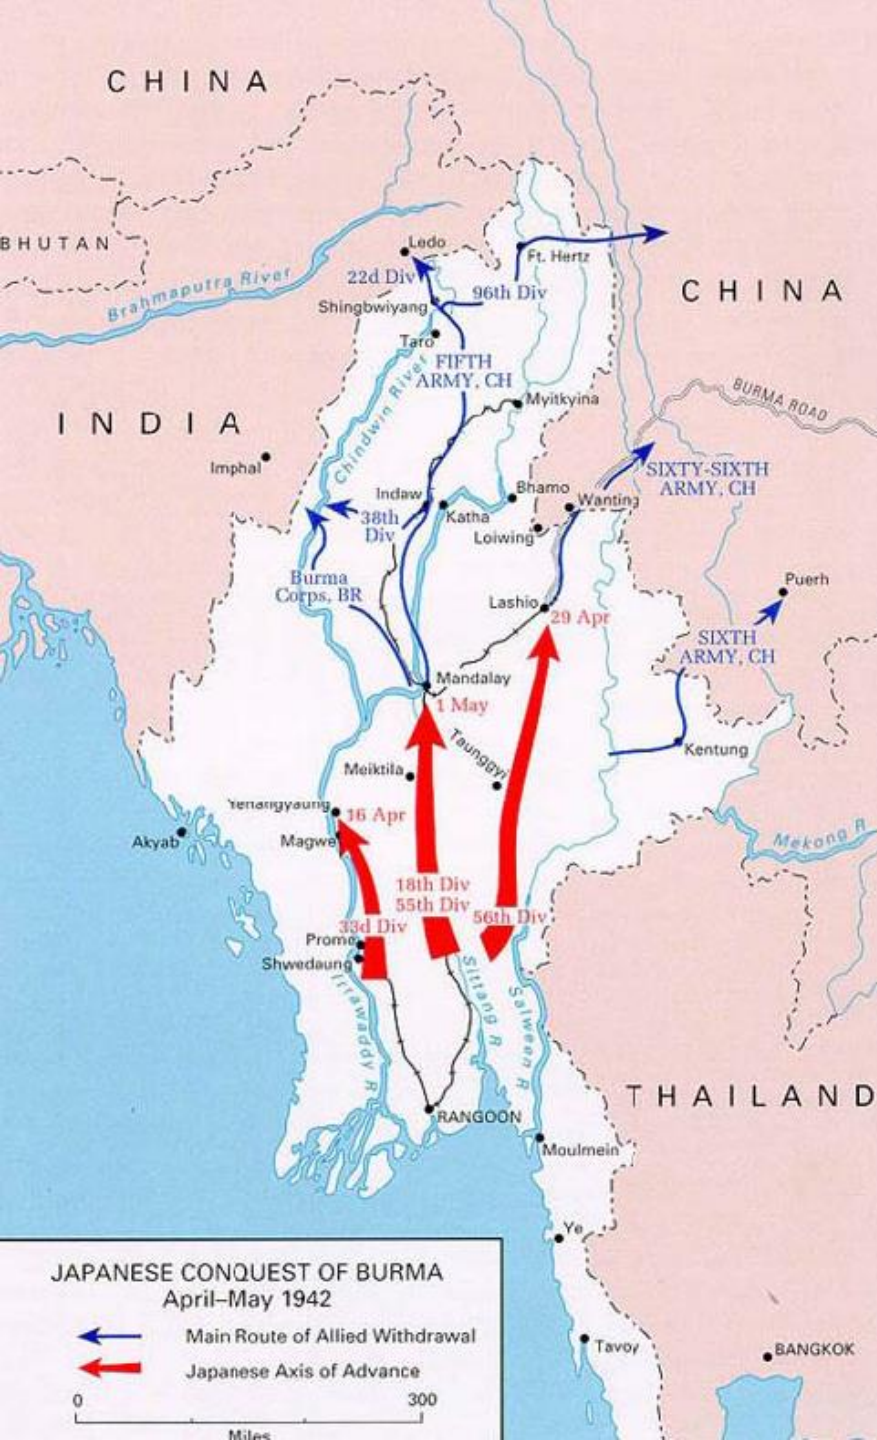 CHINA
BHUTAN
Brahmaputra River
Ledo
22d Div
Ft. Hertz
96th Div
CHINA
Shingbwiyang
Taro
FIFTH
ARMY, CH
Chindwin River
Myitkyina
BURMA ROAD
INDIA
Imphal
SIXTY-SIXTH
ARMY, CH
Indaw
Bhamo
Wanting
38th
Div
Katha
Loiwing
Burma
Corps, BR
Puerh
Lashio
29 Apr
SIXTH
ARMY, CH
Mandalay
1 May
Taunggyi
Kentung
Meiktila
Yenangyaung
16 Apr
Akyab
Magwe
Mekong R
18th Div
55th Div
56th Div
33d Div
Prome
Shwedaung
Irrawaddy R
Sittang R
Salween R
THAILAND
RANGOON
Moulmein
Ye
Tavoy
BANGKOK
JAPANESE CONQUEST OF BURMA
April–May 1942
Main Route of Allied Withdrawal
Japanese Axis of Advance
0 300
Miles